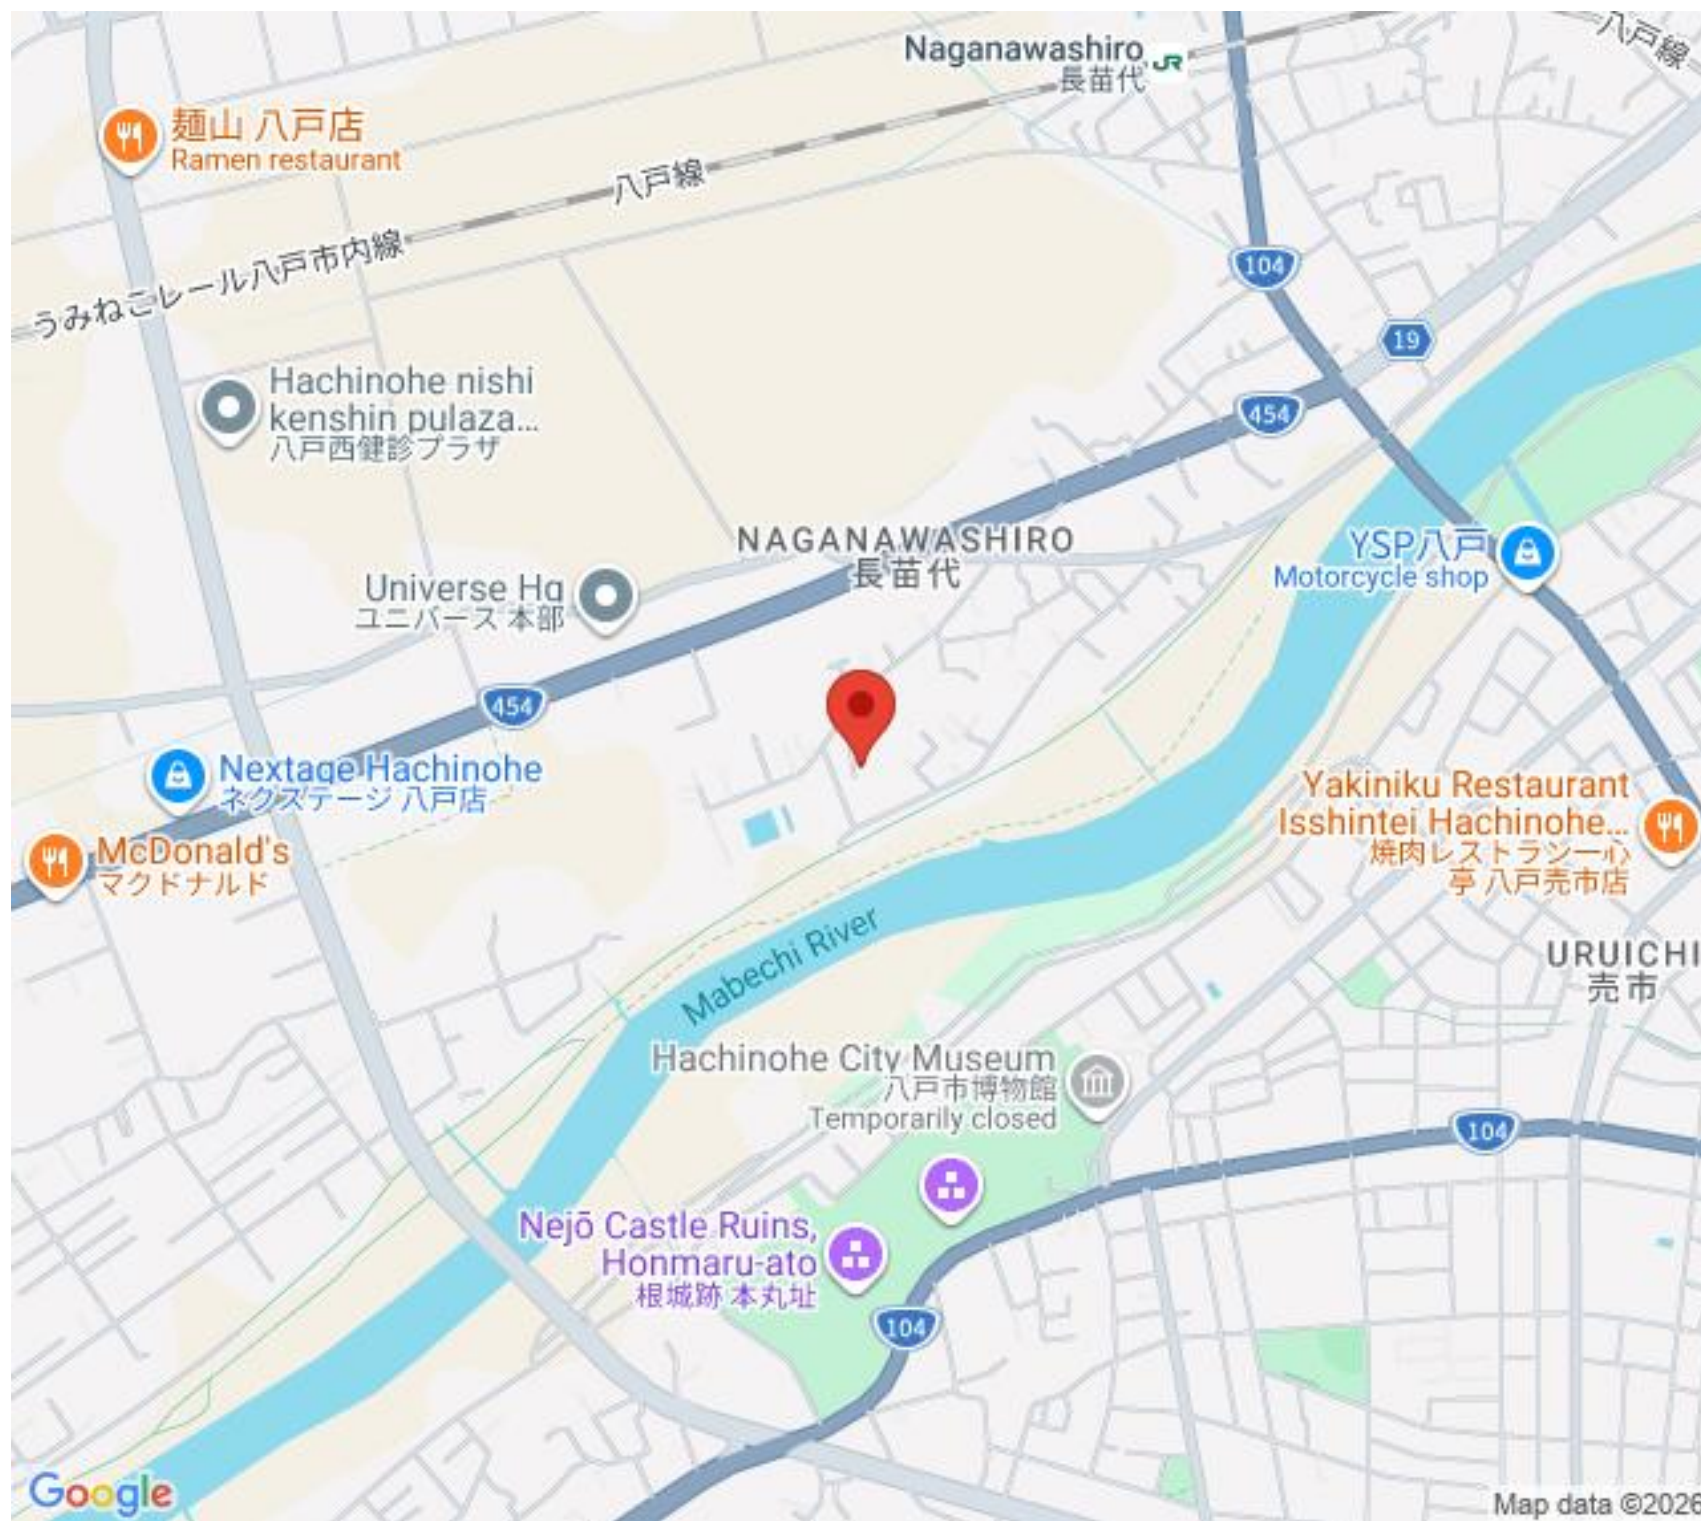 Naganawashiro
長苗代
JR
八戸線
麺山 八戸店
Ramen restaurant
八戸線
うみねこレール八戸市内線
104
19
Hachinohe nishi
kenshin pulaza...
八戸西健診プラザ
454
NAGANAWASHIRO
長苗代
YSP八戸
Motorcycle shop
Universe Hq
ユニバース 本部
454
Nextage Hachinohe
ネクステージ 八戸店
Yakiniku Restaurant
Isshintei Hachinohe...
焼肉レストラン一心
亭 八戸売市店
McDonald's
マクドナルド
Mabechi River
URUICHI
売市
Hachinohe City Museum
八戸市博物館
Temporarily closed
104
Nejō Castle Ruins,
Honmaru-ato
根城跡 本丸址
104
Google
Map data ©2026